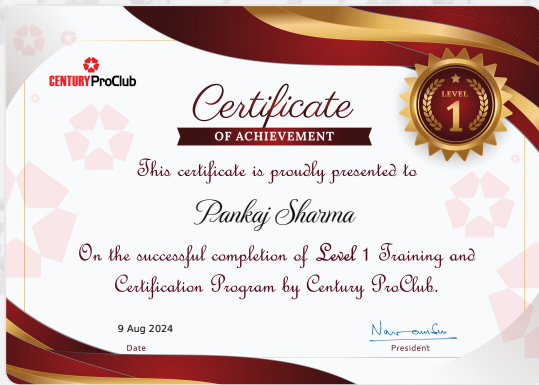 CENTURY ProClub
LEVEL
1
Certificate
OF ACHIEVEMENT
This certificate is proudly presented to
Pankaj Sharma
On the successful completion of Level 1 Training and
Certification Program by Century ProClub.
9 Aug 2024
Date
President